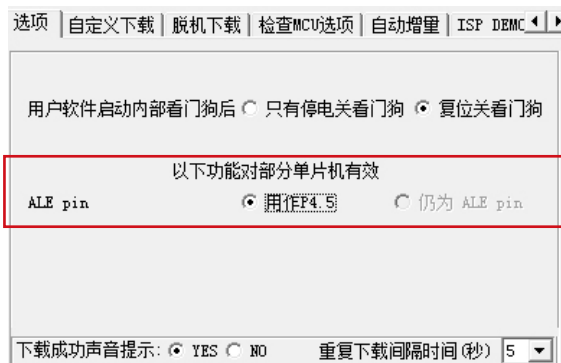 选项 自定义下载 脱机下载 检查MCU选项 自动增量 ISP DEMO
用户软件启动内部看门狗后 只有停电关看门狗 复位关看门狗
以下功能对部分单片机有效
ALE pin 用作P4.5 仍为 ALE pin
下载成功声音提示: YES NO 重复下载间隔时间(秒) 5